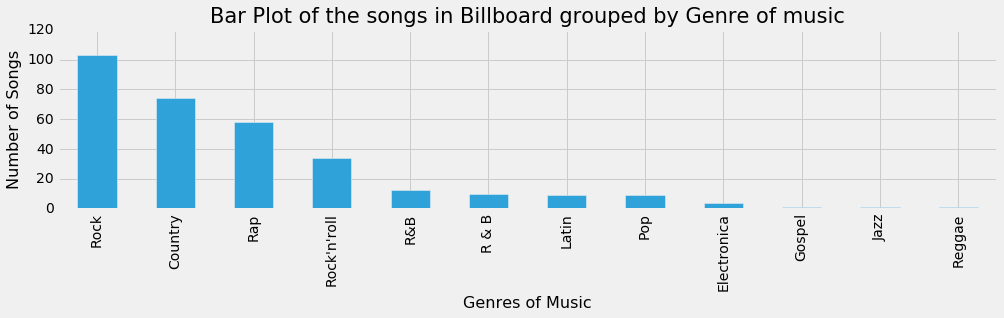 Bar Plot of the songs in Billboard grouped by Genre of music
Number of Songs
120
100
80
60
40
20
0
Rock
Country
Rap
Rock'n'roll
R&B
R & B
Latin
Pop
Electronica
Gospel
Jazz
Reggae
Genres of Music